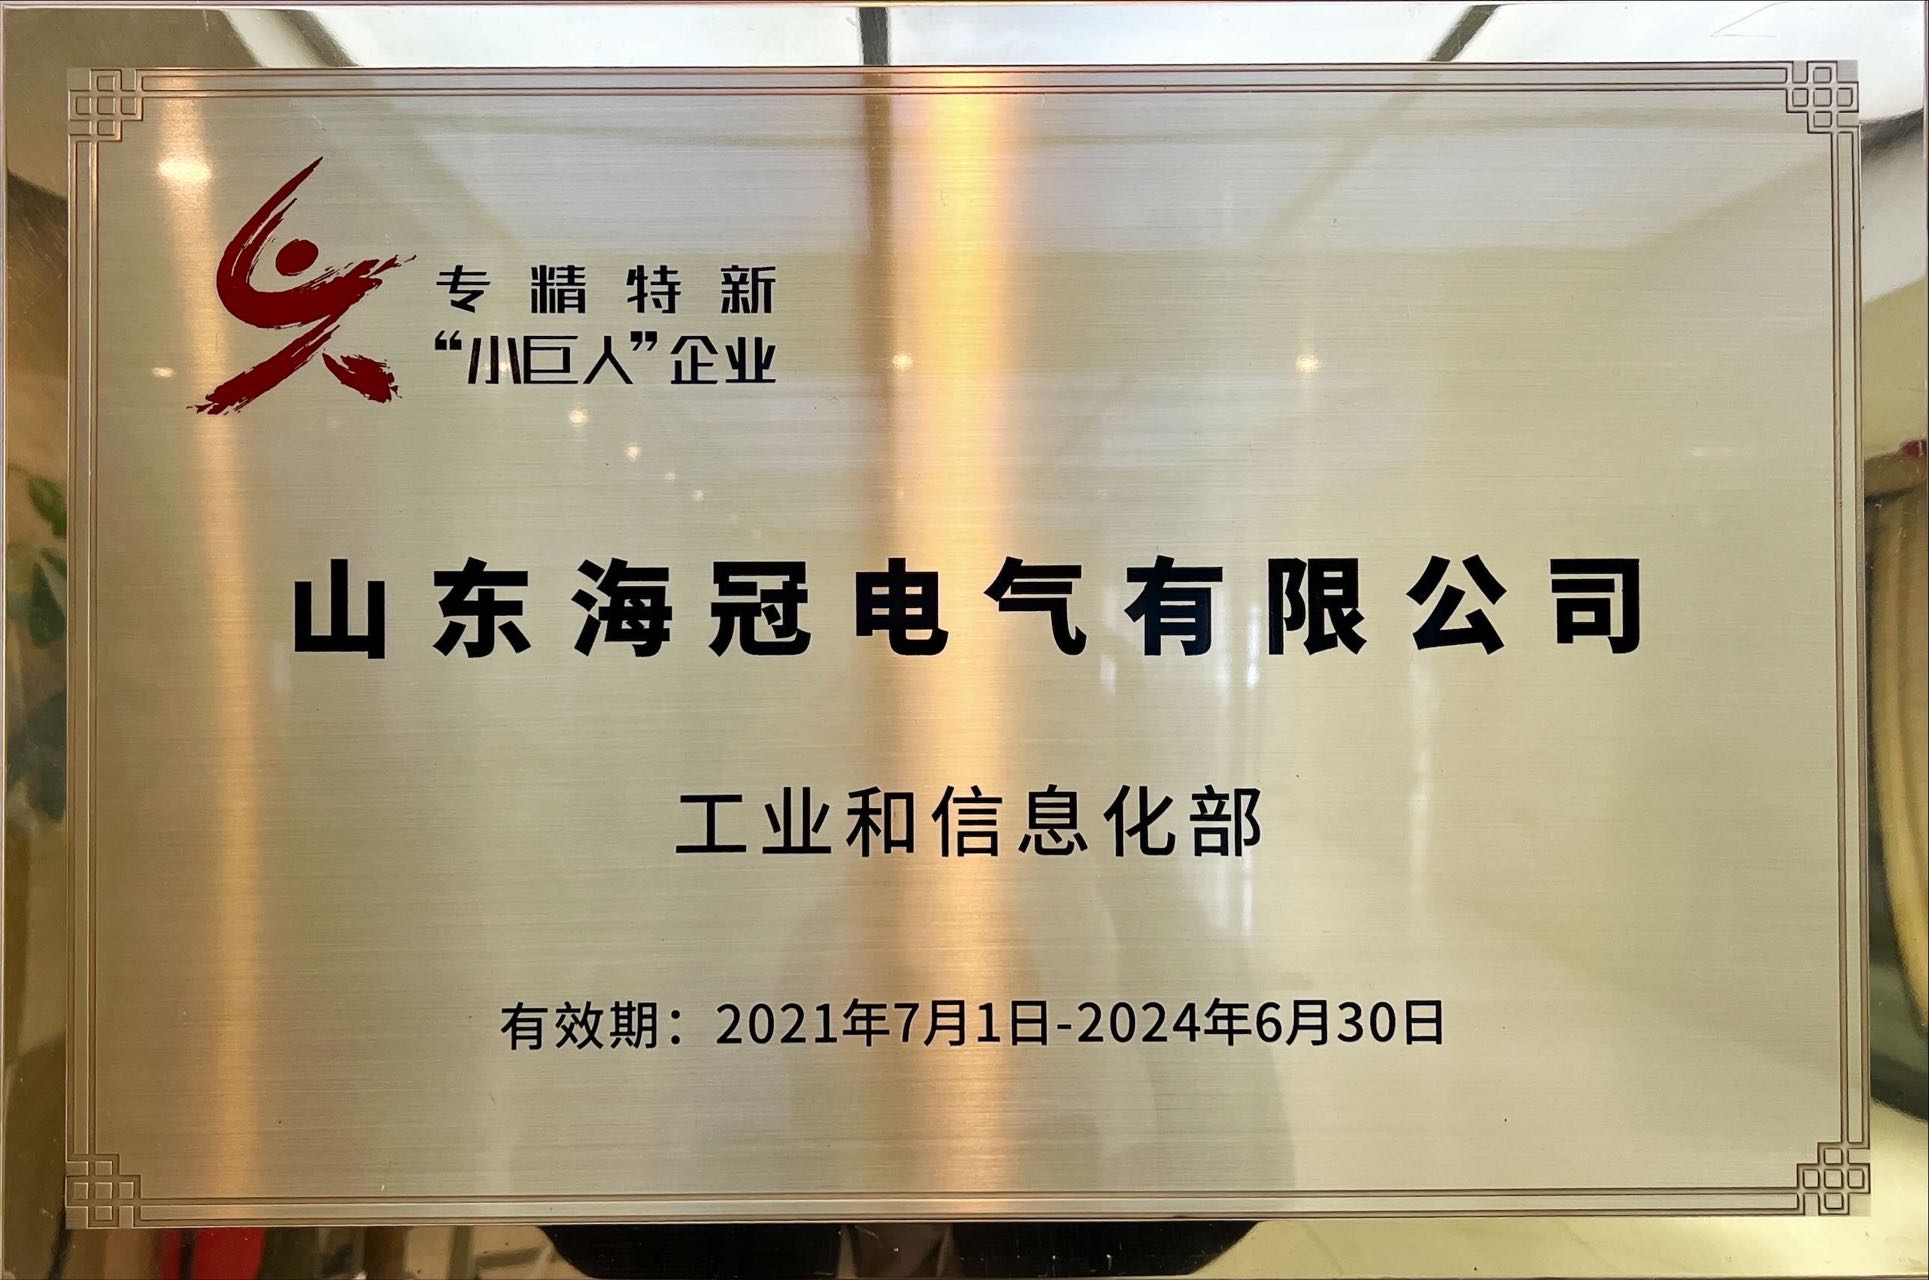 专精特新
“小巨人”企业
山东海冠电气有限公司
工业和信息化部
有效期：2021年7月1日-2024年6月30日